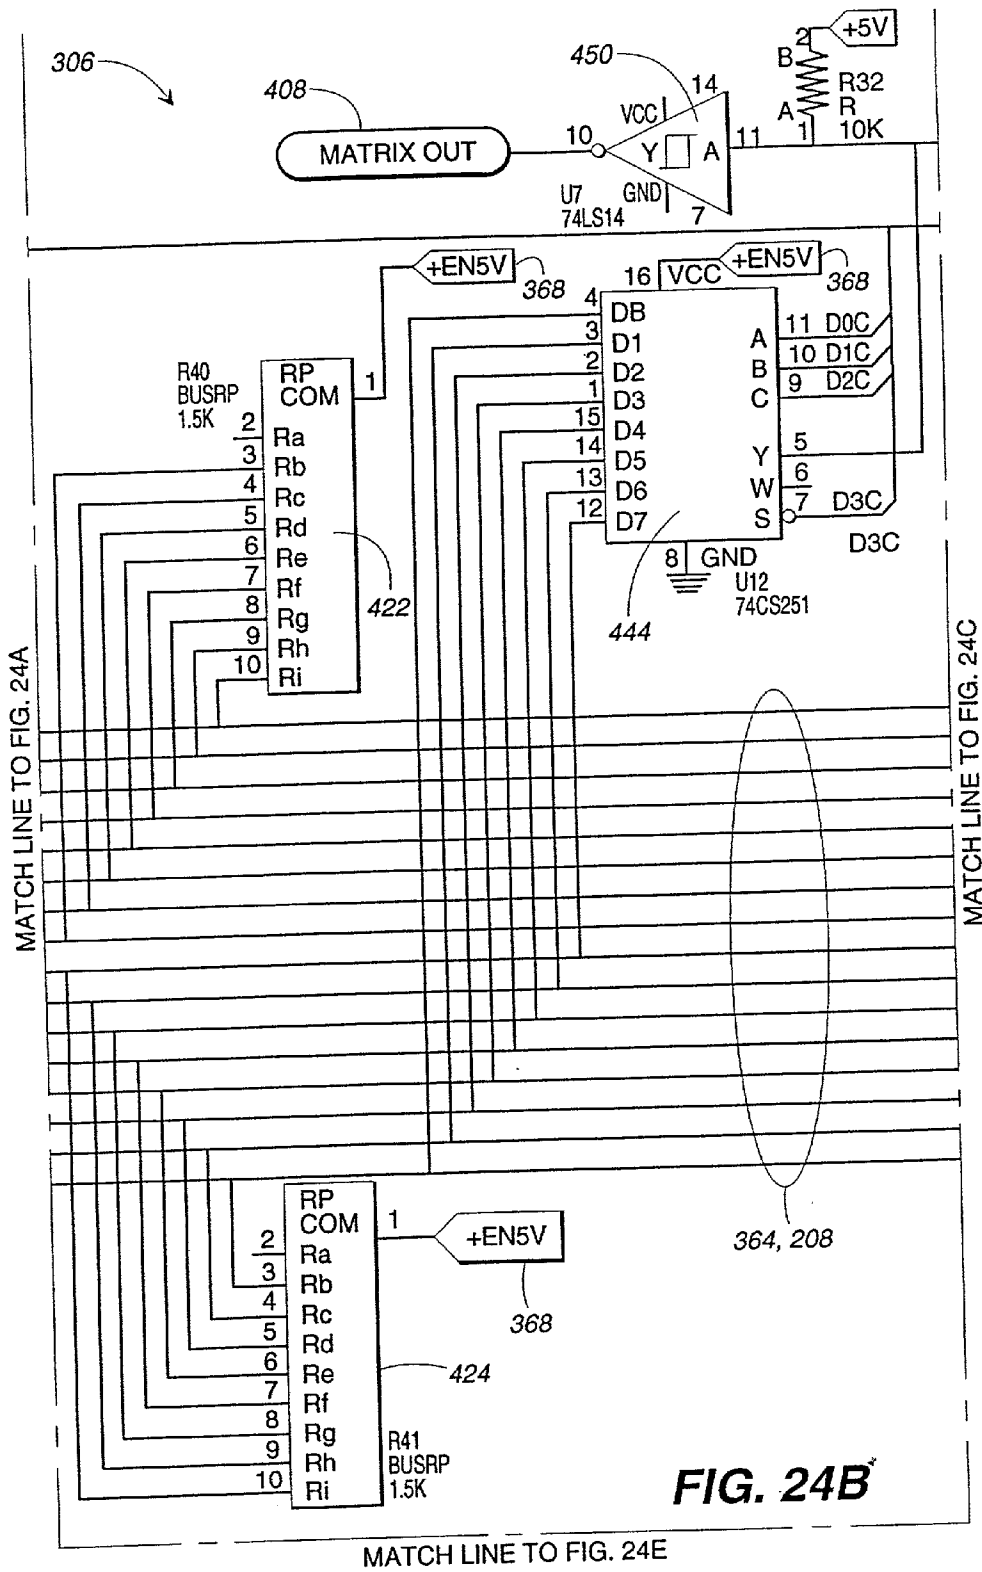 306
408
MATRIX OUT
10
450
14
VCC
Y
A
11
GND
7
U7
74LS14
+5V
2
B
A
1
R32
R
10K
+EN5V
368
R40
BUSRP
1.5K
RP
COM
1
2 Ra
3 Rb
4 Rc
5 Rd
6 Re
7 Rf
8 Rg
9 Rh
10 Ri
422
16 VCC
+EN5V
368
4 DB
3 D1
2 D2
1 D3
15 D4
14 D5
13 D6
12 D7
A 11 D0C
B 10 D1C
C 9 D2C
Y 5
W 6
S 7 D3C
D3C
8 GND
U12
74CS251
444
MATCH LINE TO FIG. 24A
MATCH LINE TO FIG. 24C
364, 208
RP
COM
1
+EN5V
368
2 Ra
3 Rb
4 Rc
5 Rd
6 Re
7 Rf
8 Rg
9 Rh
10 Ri
424
R41
BUSRP
1.5K
FIG. 24B
MATCH LINE TO FIG. 24E